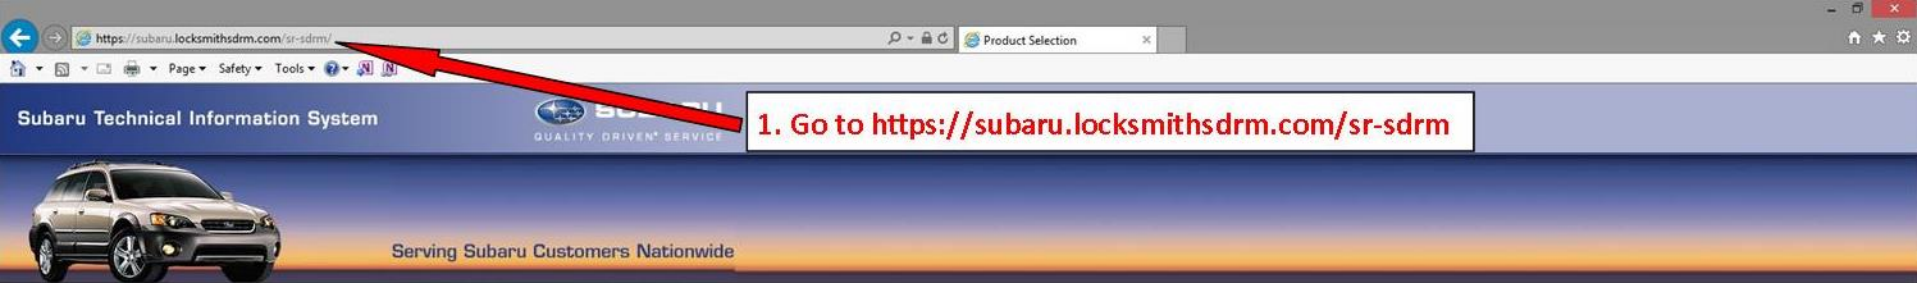 https://subaru.locksmithsdrm.com/sr-sdrm/
Product Selection
Page Safety Tools
Subaru Technical Information System
QUALITY DRIVEN® SERVICE
1. Go to https://subaru.locksmithsdrm.com/sr-sdrm
Serving Subaru Customers Nationwide